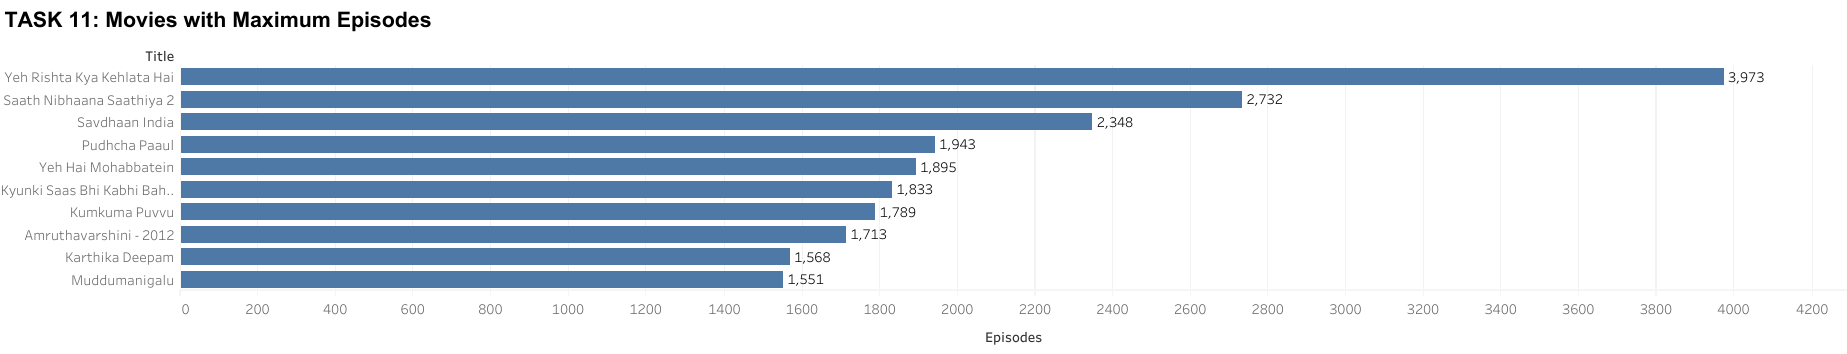 TASK 11: Movies with Maximum Episodes
Title
Yeh Rishta Kya Kehlata Hai 3,973
Saath Nibhaana Saathiya 2 2,732
Savdhaan India 2,348
Pudhcha Paaul 1,943
Yeh Hai Mohabbatein 1,895
Kyunki Saas Bhi Kabhi Bah.. 1,833
Kumkuma Puvvu 1,789
Amruthavarshini - 2012 1,713
Karthika Deepam 1,568
Muddumanigalu 1,551
0 200 400 600 800 1000 1200 1400 1600 1800 2000 2200 2400 2600 2800 3000 3200 3400 3600 3800 4000 4200
Episodes